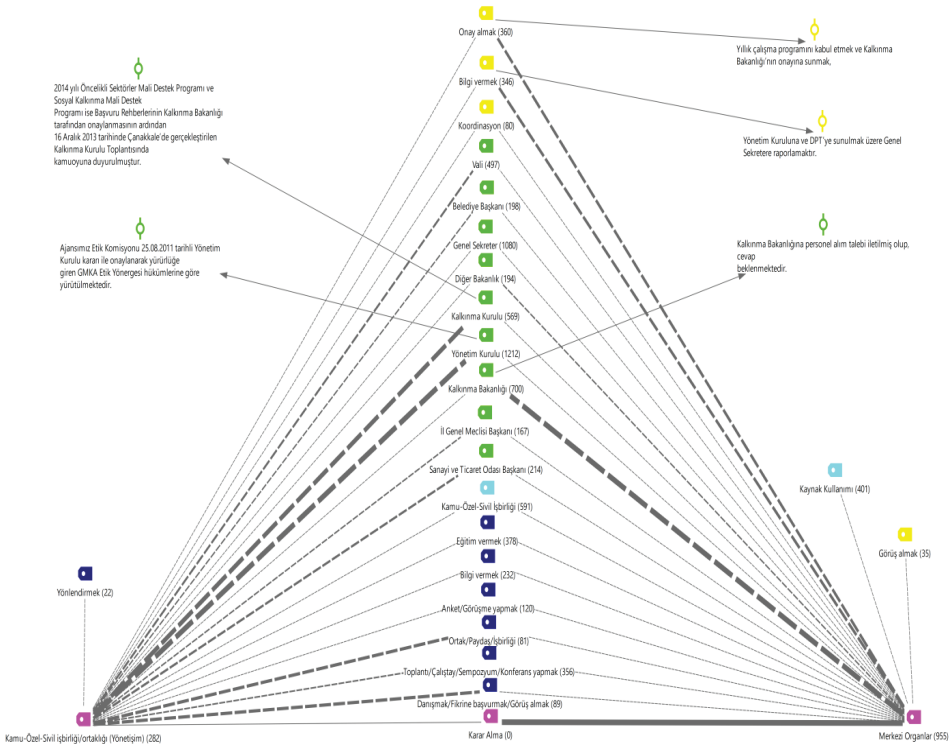 Onay almak (360)
Yıllık çalışma programını kabul etmek ve Kalkınma
Bakanlığı'nın onayına sunmak,
Bilgi vermek (346)
2014 yılı Öncelikli Sektörler Mali Destek Programı ve
Sosyal Kalkınma Mali Destek
Programı ise Başvuru Rehberlerinin Kalkınma Bakanlığı
tarafından onaylanmasının ardından
16 Aralık 2013 tarihinde Çanakkale'de gerçekleştirilen
Kalkınma Kurulu Toplantısında
kamuoyuna duyurulmuştur.
Koordinasyon (80)
Yönetim Kuruluna ve DPT'ye sunulmak üzere Genel
Sekretere raporlamaktır.
Vali (497)
Belediye Başkanı (198)
Genel Sekreter (1080)
Ajansımız Etik Komisyonu 25.08.2011 tarihli Yönetim
Kurulu kararı ile onaylanarak yürürlüğe
giren GMKA Etik Yönergesi hükümlerine göre
yürütülmektedir.
Kalkınma Bakanlığına personel alım talebi iletilmiş olup,
cevap
beklenmektedir.
Diğer Bakanlık (194)
Kalkınma Kurulu (569)
Yönetim Kurulu (1212)
Kalkınma Bakanlığı (700)
İl Genel Meclisi Başkanı (167)
Sanayi ve Ticaret Odası Başkanı (214)
Kaynak Kullanımı (401)
Kamu-Özel-Sivil İşbirliği (591)
Eğitim vermek (378)
Görüş almak (35)
Bilgi vermek (232)
Yönlendirmek (22)
Anket/Görüşme yapmak (120)
Ortak/Paydaş/İşbirliği (81)
Toplantı/Çalıştay/Sempozyum/Konferans yapmak (356)
Danışmak/Fikrine başvurmak/Görüş almak (89)
Kamu-Özel-Sivil işbirliği/ortaklığı (Yönetişim) (282)
Karar Alma (0)
Merkezi Organlar (955)